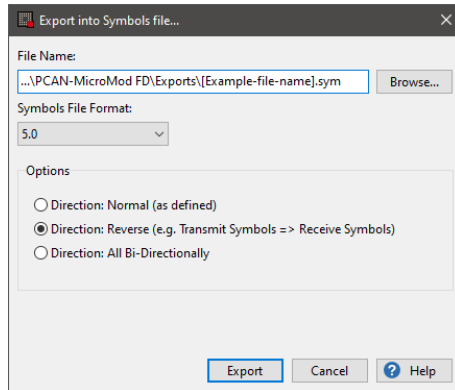 Export into Symbols file...
File Name:
...\PCAN-MicroMod FD\Exports\[Example-file-name].sym
Browse...
Symbols File Format:
5.0
Options
Direction: Normal (as defined)
Direction: Reverse (e.g. Transmit Symbols => Receive Symbols)
Direction: All Bi-Directionally
Export
Cancel
? Help